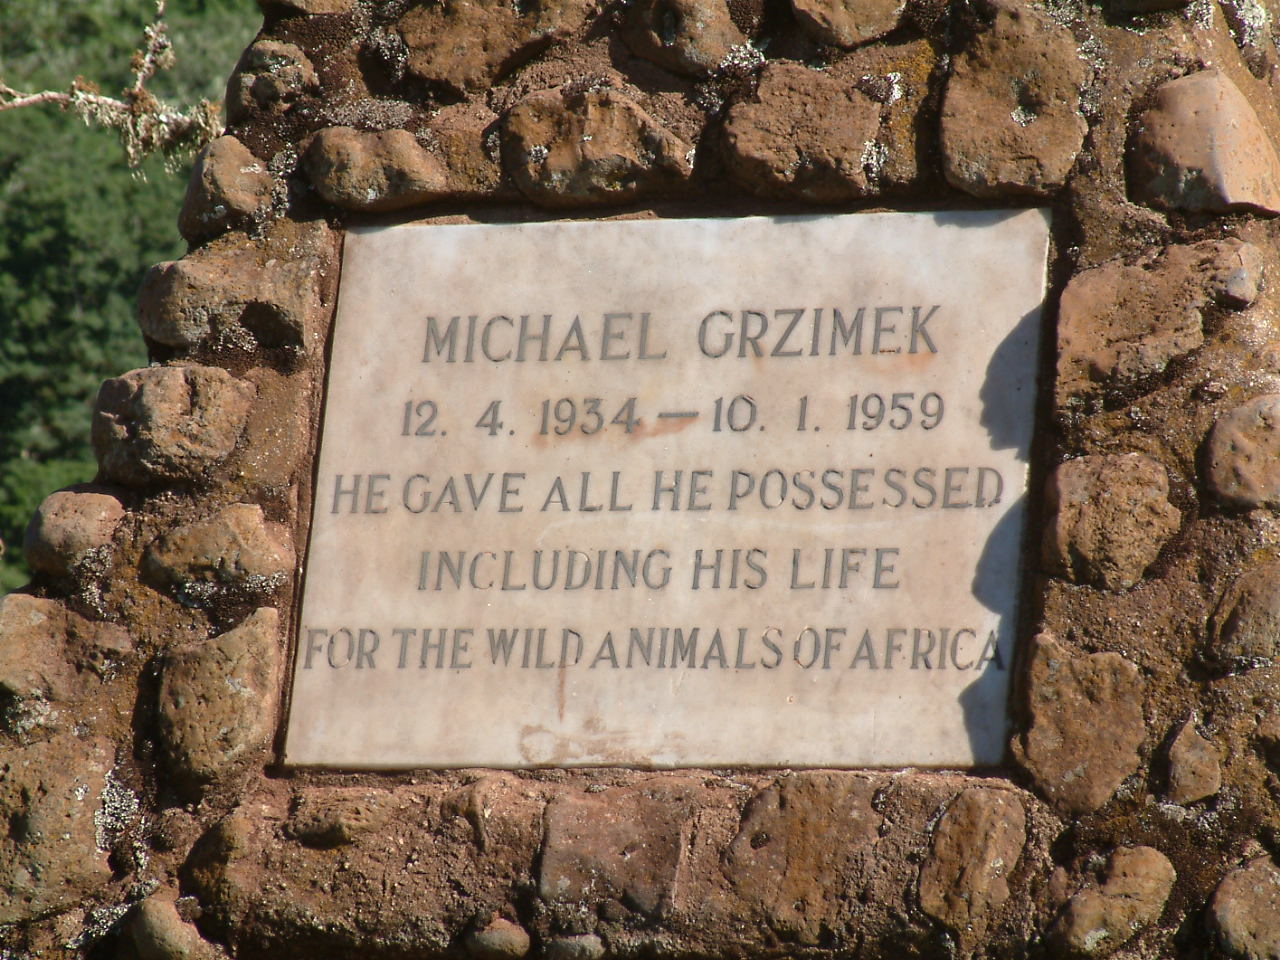 MICHAEL GRZIMEK
12. 4. 1934 – 10. 1. 1959
HE GAVE ALL HE POSSESSED
INCLUDING HIS LIFE
FOR THE WILD ANIMALS OF AFRICA